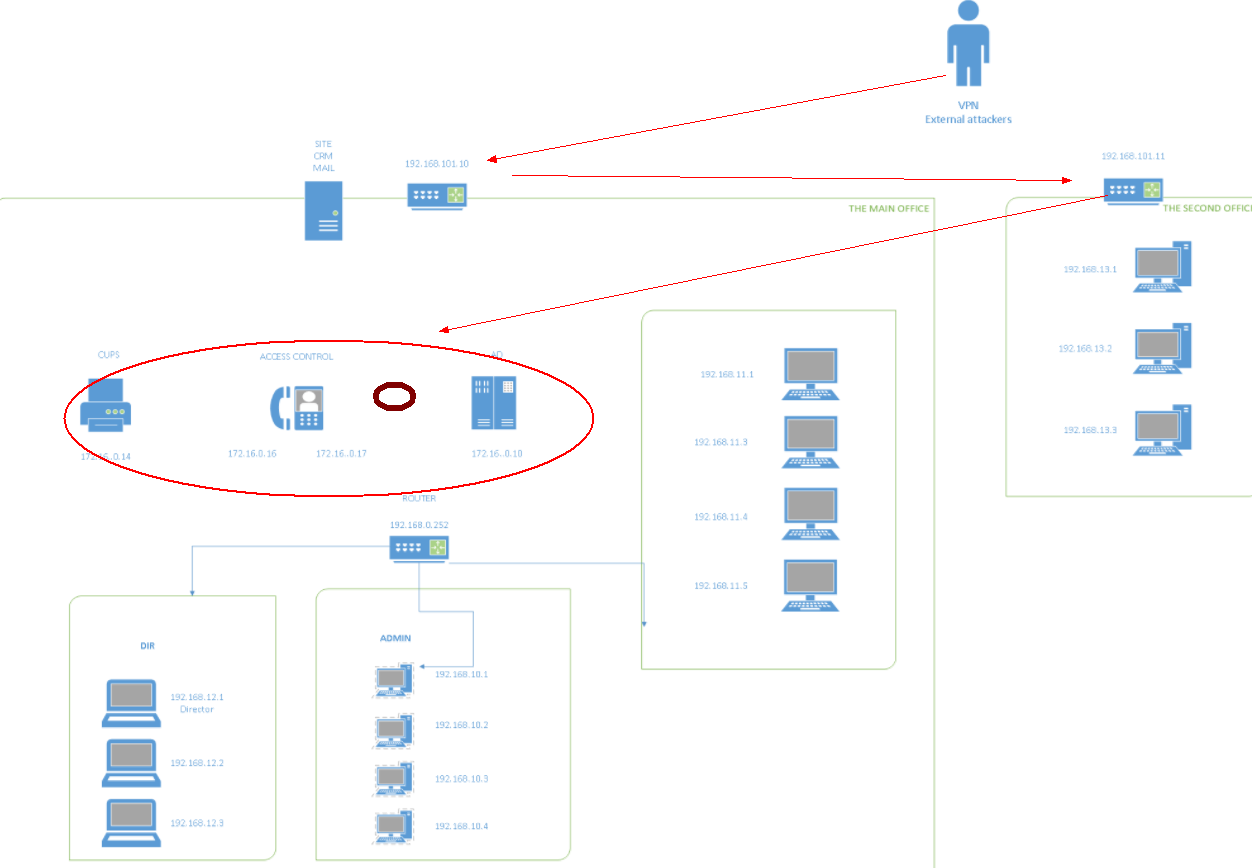 VPN
External attackers
SITE
CRM
MAIL
192.168.101.10
192.168.101.11
THE MAIN OFFICE
THE SECOND OFFICE
192.168.13.1
192.168.13.2
192.168.13.3
CUPS
ACCESS CONTROL
AD
172.16..0.14
172.16.0.16
172.16..0.17
172.16..0.10
192.168.11.1
192.168.11.3
192.168.11.4
192.168.11.5
ROUTER
192.168.0.252
DIR
192.168.12.1
Director
192.168.12.2
192.168.12.3
ADMIN
192.168.10.1
192.168.10.2
192.168.10.3
192.168.10.4